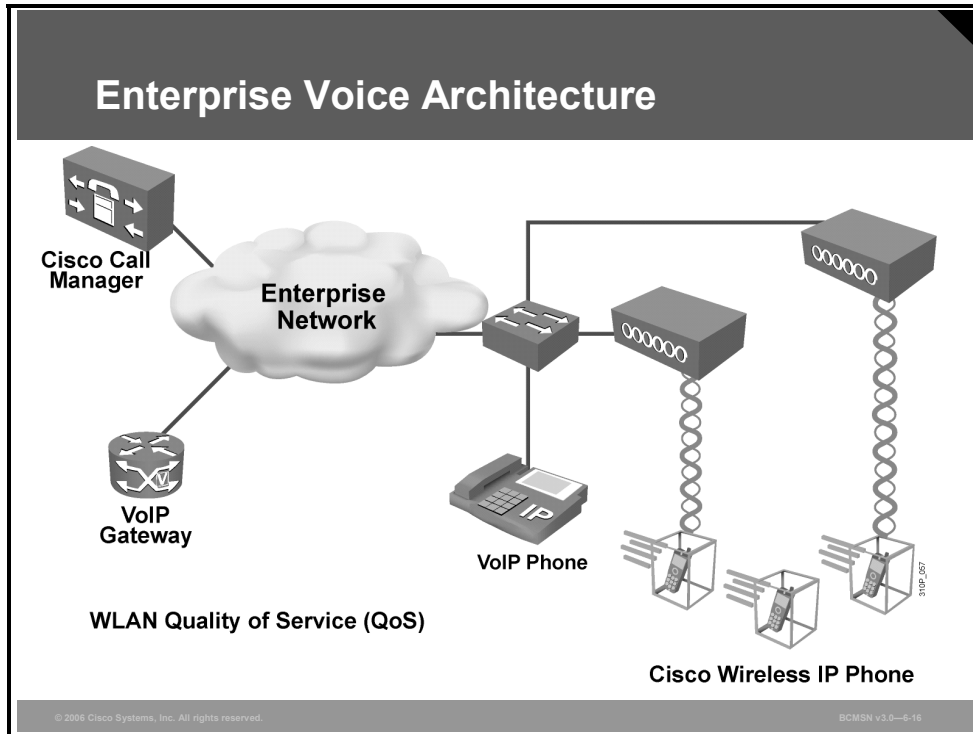 Enterprise Voice Architecture
Cisco Call
Manager
Enterprise
Network
VoIP
Gateway
V
IP
VoIP Phone
310P_057
WLAN Quality of Service (QoS)
Cisco Wireless IP Phone
© 2006 Cisco Systems, Inc. All rights reserved.
BCMSN v3.0—6-16